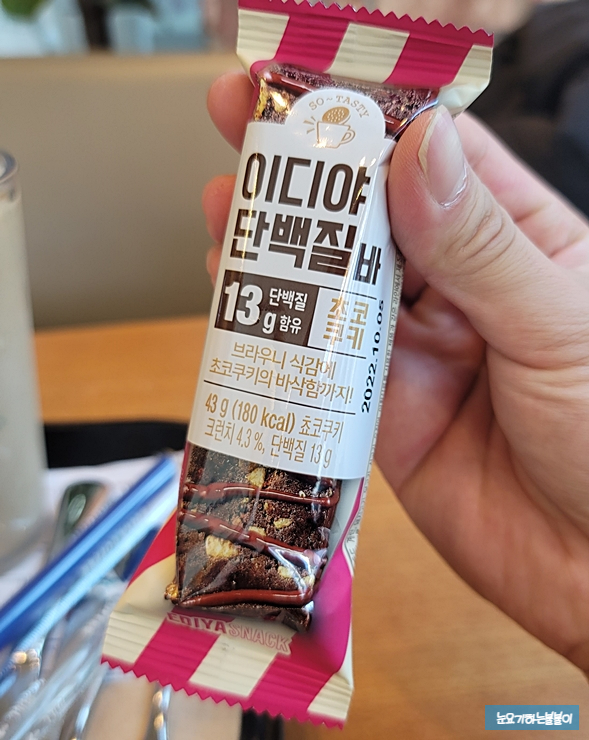 SO~TASTY
이디야
단백질바
13g 단백질 함유
초코
쿠키
2022.10.05
브라우니 식감에
초코쿠키의 바삭함까지!
43 g (180 kcal) 초코쿠키
크런치 4.3 %, 단백질 13 g
EDIYA SNACK
눈요기하는불불이